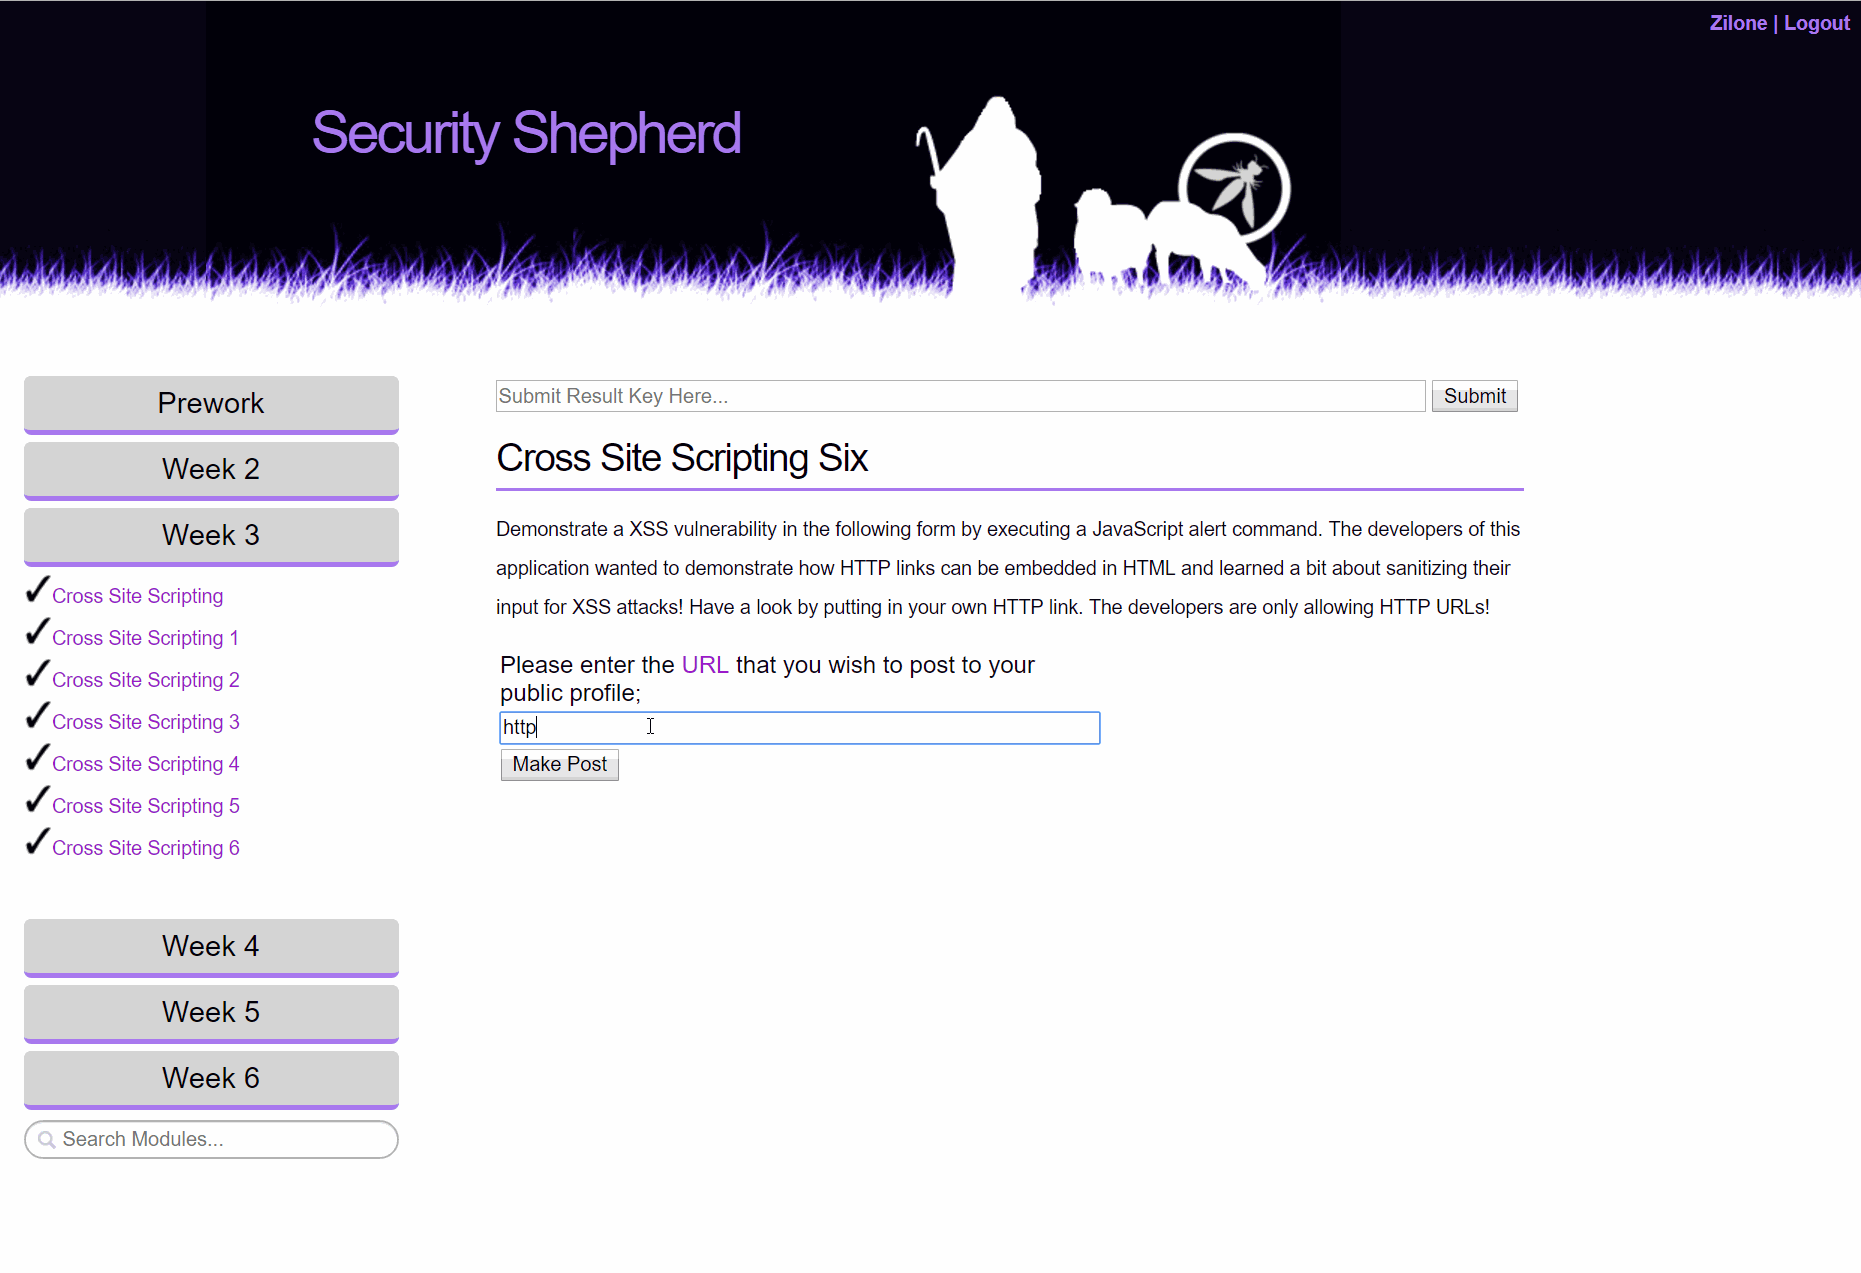 Zilone | Logout
Security Shepherd
Prework
Week 2
Week 3
Cross Site Scripting
Cross Site Scripting 1
Cross Site Scripting 2
Cross Site Scripting 3
Cross Site Scripting 4
Cross Site Scripting 5
Cross Site Scripting 6
Week 4
Week 5
Week 6
Search Modules...
Submit Result Key Here...
Submit
Cross Site Scripting Six
Demonstrate a XSS vulnerability in the following form by executing a JavaScript alert command. The developers of this
application wanted to demonstrate how HTTP links can be embedded in HTML and learned a bit about sanitizing their
input for XSS attacks! Have a look by putting in your own HTTP link. The developers are only allowing HTTP URLs!
Please enter the URL that you wish to post to your
public profile;
http
Make Post